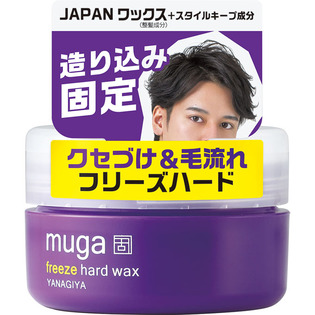 JAPAN ワックス＋スタイルキープ成分
(整髪成分)
造り込み
固定
クセづけ&毛流れ
フリーズハード
muga 固
freeze hard wax
YANAGIYA